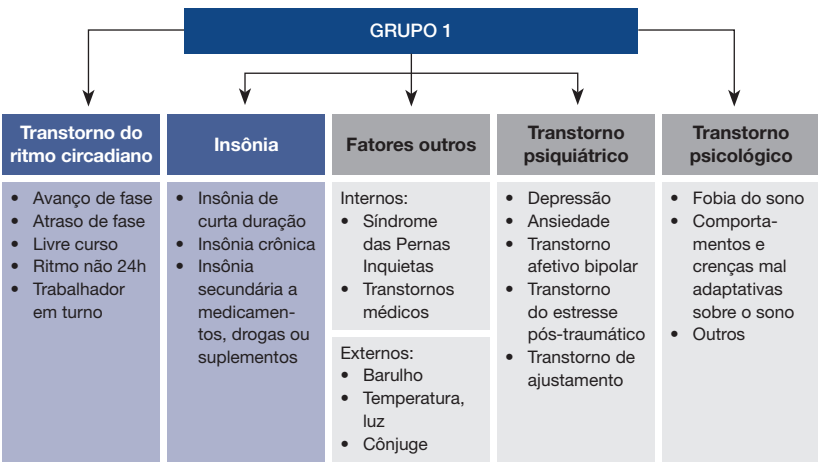 GRUPO 1
Transtorno do
ritmo circadiano
• Avanço de fase
• Atraso de fase
• Livre curso
• Ritmo não 24h
• Trabalhador
em turno
Insônia
• Insônia de
curta duração
• Insônia crônica
• Insônia
secundária a
medicamen-
tos, drogas ou
suplementos
Fatores outros
Internos:
• Síndrome
das Pernas
Inquietas
• Transtornos
médicos
Externos:
• Barulho
• Temperatura,
luz
• Cônjuge
Transtorno
psiquiátrico
• Depressão
• Ansiedade
• Transtorno
afetivo bipolar
• Transtorno
do estresse
pós-traumático
• Transtorno de
ajustamento
Transtorno
psicológico
• Fobia do sono
• Comporta-
mentos e
crenças mal
adaptativas
sobre o sono
• Outros